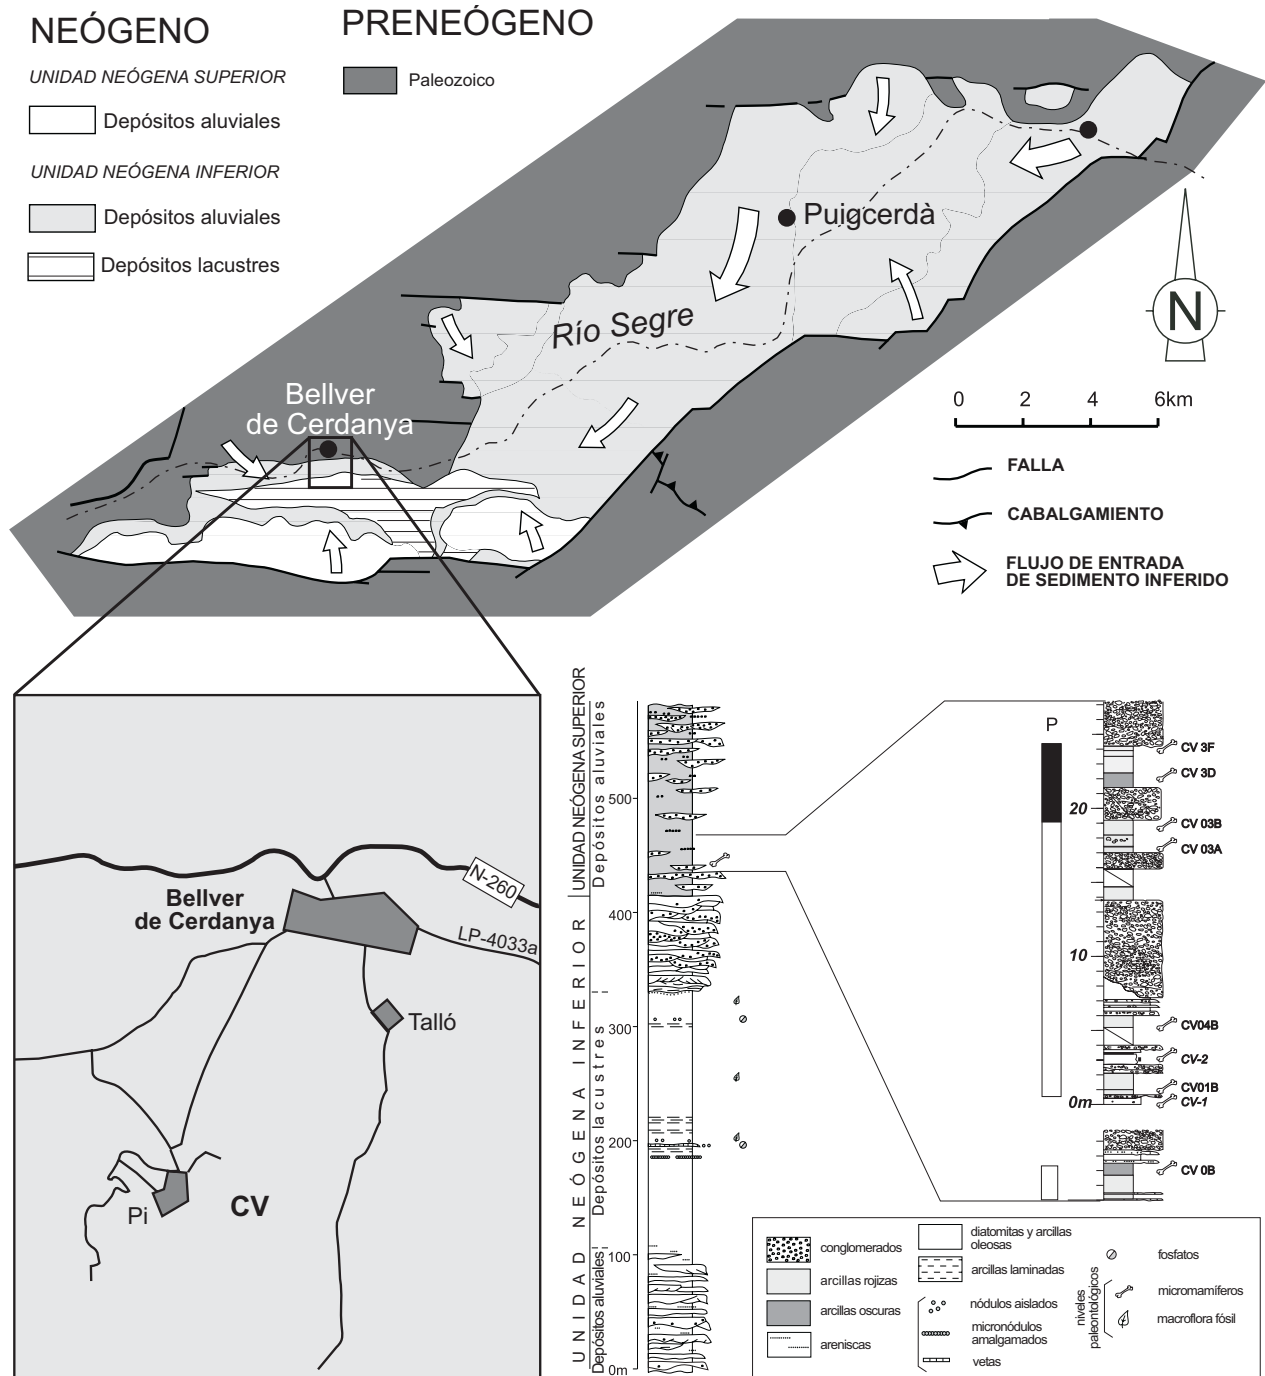 NEÓGENO
UNIDAD NEÓGENA SUPERIOR
Depósitos aluviales
UNIDAD NEÓGENA INFERIOR
Depósitos aluviales
Depósitos lacustres
PRENEÓGENO
Paleozoico
Puigcerdà
Río Segre
Bellver
de Cerdanya
N
0 2 4 6km
FALLA
CABALGAMIENTO
FLUJO DE ENTRADA
DE SEDIMENTO INFERIDO
N-260
Bellver
de Cerdanya
LP-4033a
Talló
Pi
CV
UNIDAD NEÓGENA SUPERIOR
Depósitos aluviales
UNIDAD NEÓGENA INFERIOR
Depósitos lacustres
Depósitos aluviales
500
400
300
200
100
0m
P
20
10
0m
CV 3F
CV 3D
CV 03B
CV 03A
CV04B
CV-2
CV01B
CV-1
CV 0B
conglomerados
arcillas rojizas
arcillas oscuras
areniscas
diatomitas y arcillas
oleosas
arcillas laminadas
nódulos aislados
micronódulos
amalgamados
vetas
niveles
paleontológicos
fosfatos
micromamíferos
macroflora fósil